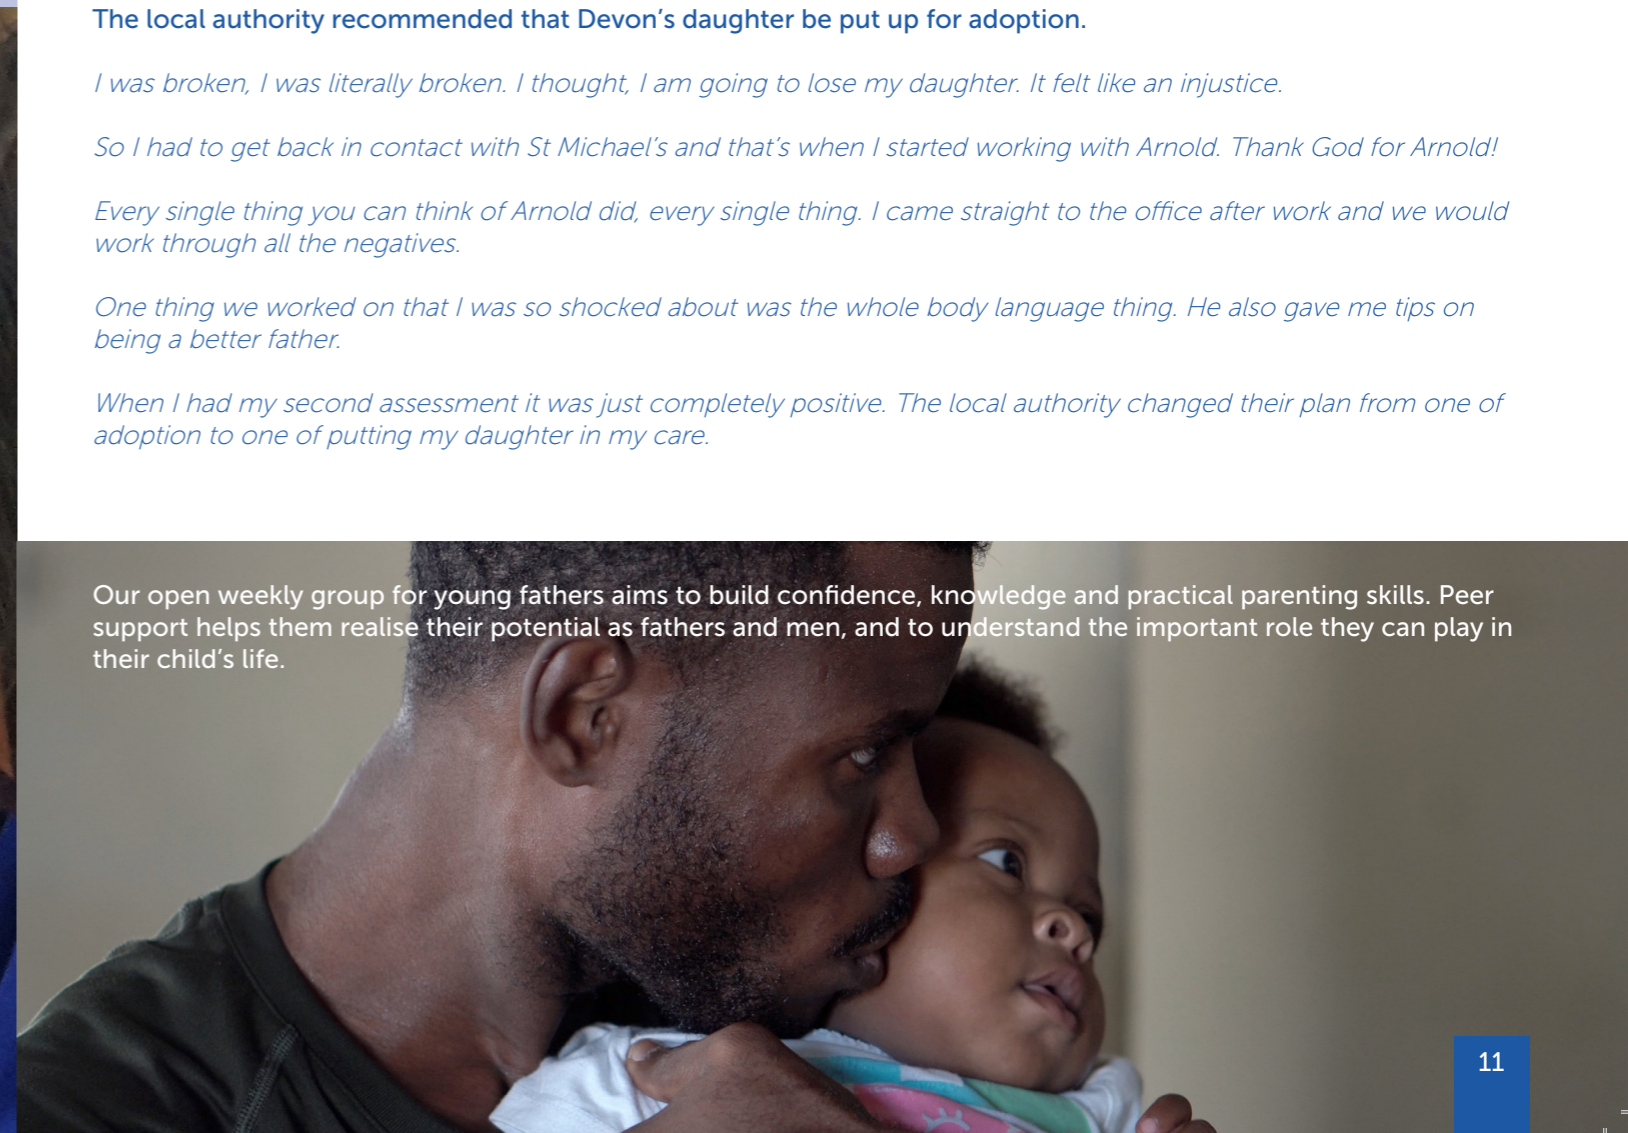 The local authority recommended that Devon’s daughter be put up for adoption.
I was broken, I was literally broken. I thought, I am going to lose my daughter. It felt like an injustice.
So I had to get back in contact with St Michael’s and that’s when I started working with Arnold. Thank God for Arnold!
Every single thing you can think of Arnold did, every single thing. I came straight to the office after work and we would
work through all the negatives.
One thing we worked on that I was so shocked about was the whole body language thing. He also gave me tips on
being a better father.
When I had my second assessment it was just completely positive. The local authority changed their plan from one of
adoption to one of putting my daughter in my care.
Our open weekly group for young fathers aims to build confidence, knowledge and practical parenting skills. Peer
support helps them realise their potential as fathers and men, and to understand the important role they can play in
their child’s life.
11